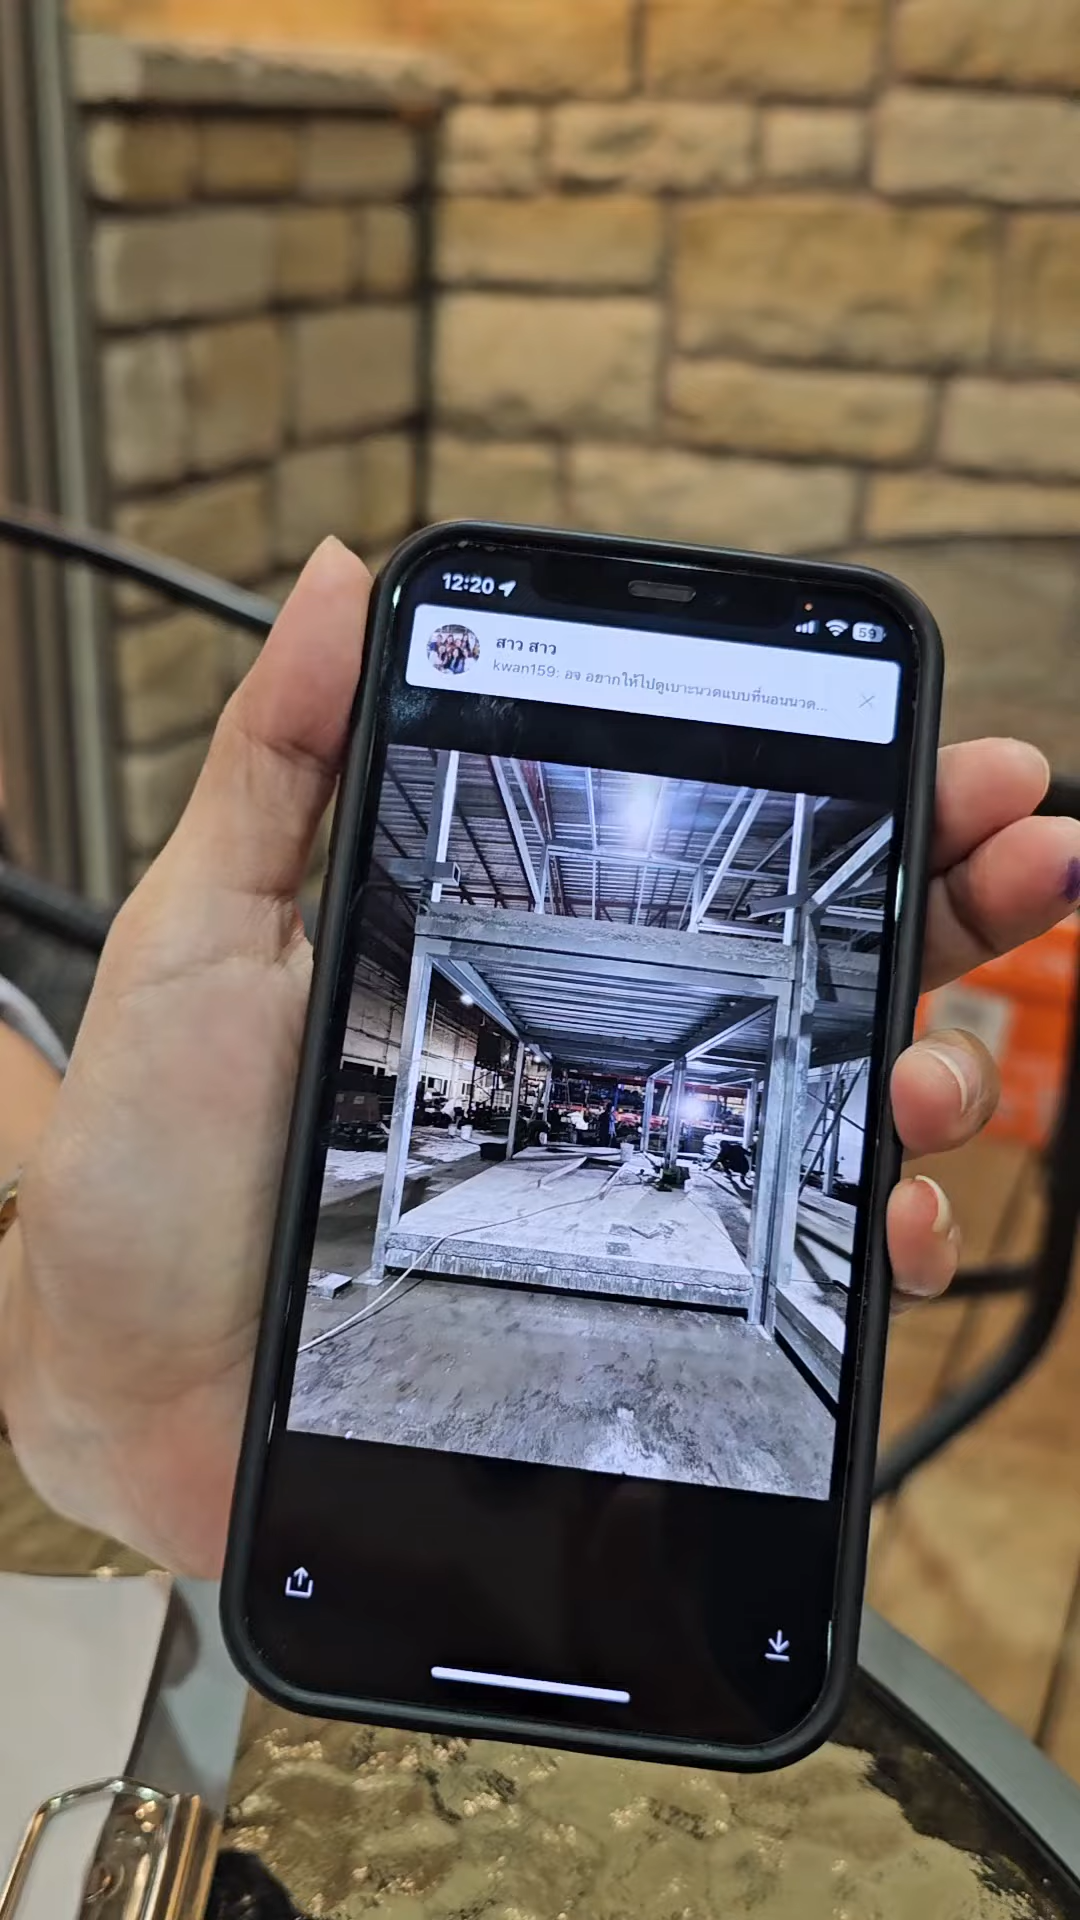 12:20
59
สาว สาว
kwan159: อจ อยากให้ไปดูเบาะนวดแบบที่นอนนวด...